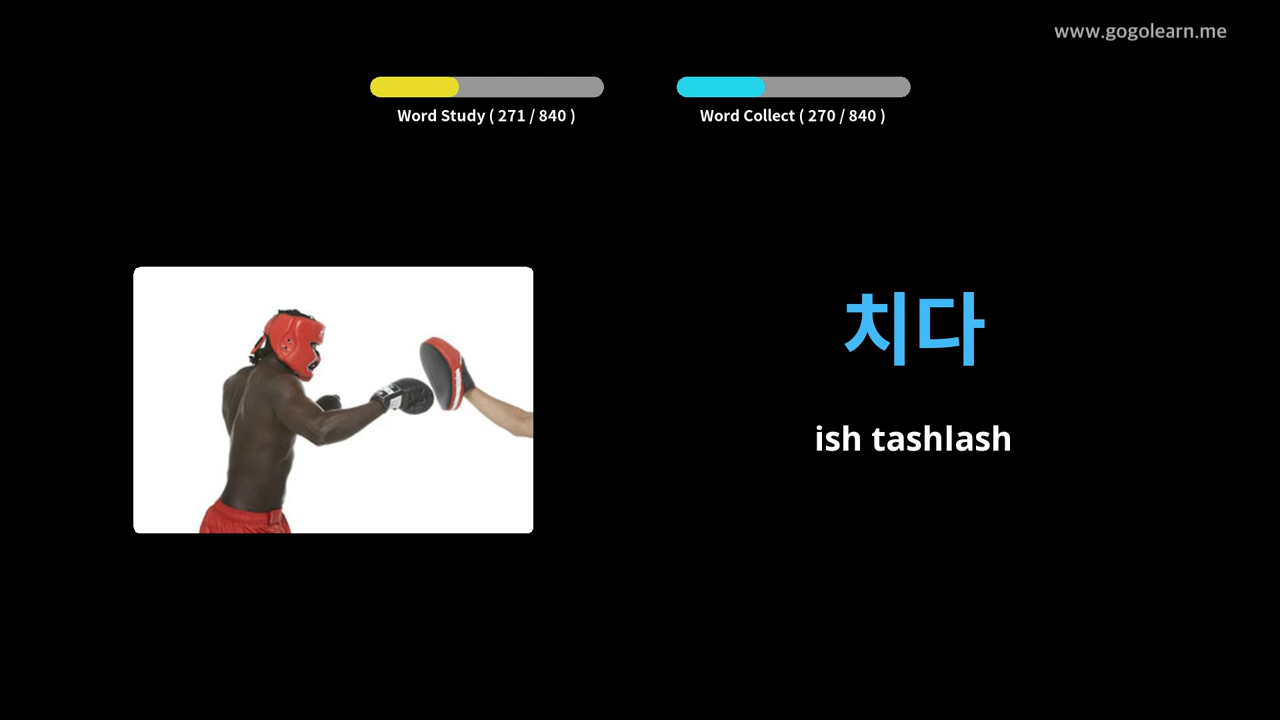 www.gogolearn.me
Word Study ( 271 / 840 )
Word Collect ( 270 / 840 )
치다
ish tashlash